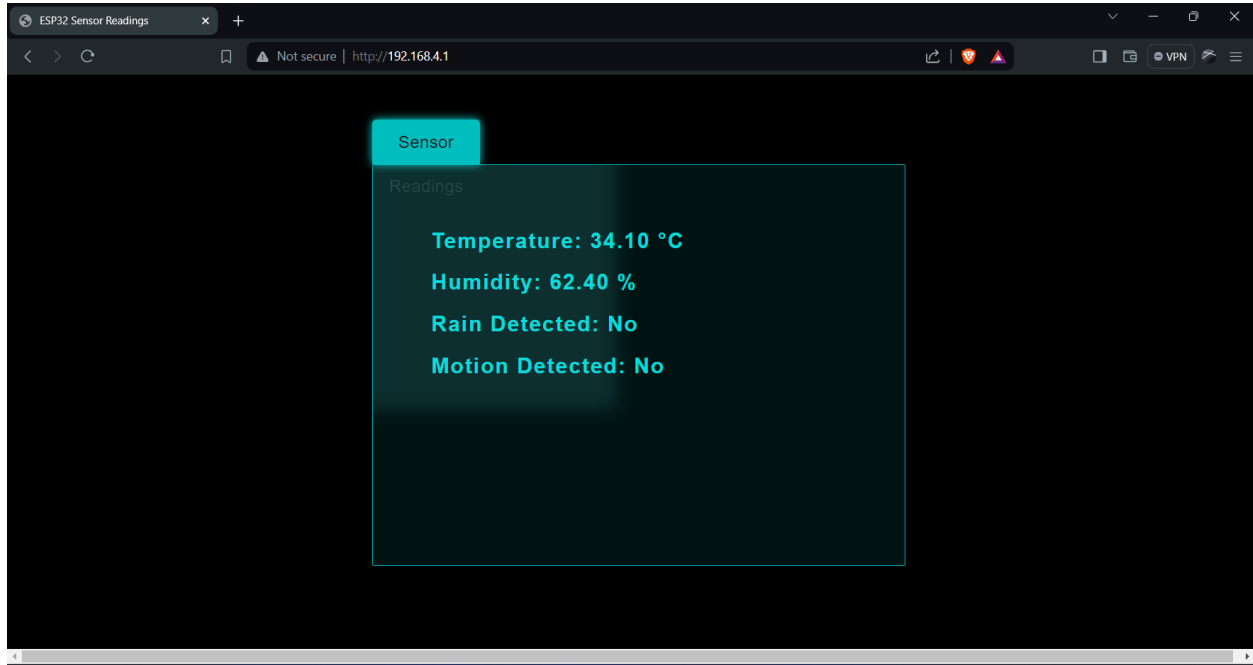 ESP32 Sensor Readings
Not secure | http://192.168.4.1
VPN
Sensor
Readings
Temperature: 34.10 °C
Humidity: 62.40 %
Rain Detected: No
Motion Detected: No